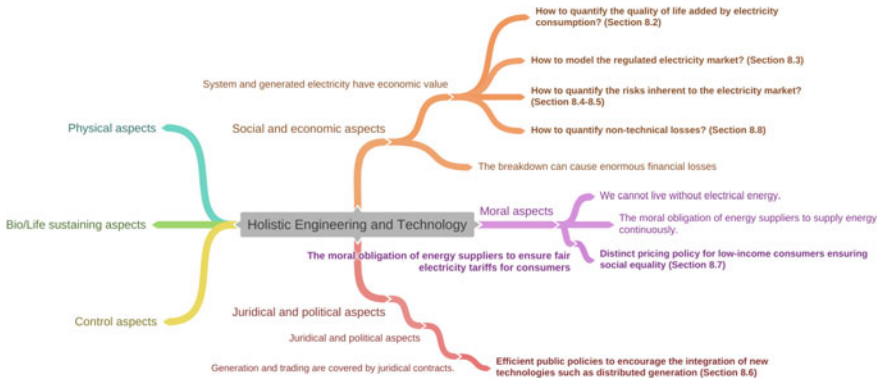 How to quantify the quality of life added by electricity
consumption? (Section 8.2)
How to model the regulated electricity market? (Section 8.3)
System and generated electricity have economic value
How to quantify the risks inherent to the electricity market?
(Section 8.4-8.5)
Physical aspects
Social and economic aspects
How to quantify non-technical losses? (Section 8.8)
The breakdown can cause enormous financial losses
We cannot live without electrical energy.
Moral aspects
Bio/Life sustaining aspects
Holistic Engineering and Technology
The moral obligation of energy suppliers to supply energy
continuously.
The moral obligation of energy suppliers to ensure fair
electricity tariffs for consumers
Distinct pricing policy for low-income consumers ensuring
social equality (Section 8.7)
Juridical and political aspects
Control aspects
Juridical and political aspects
Generation and trading are covered by juridical contracts.
Efficient public policies to encourage the integration of new
technologies such as distributed generation (Section 8.6)